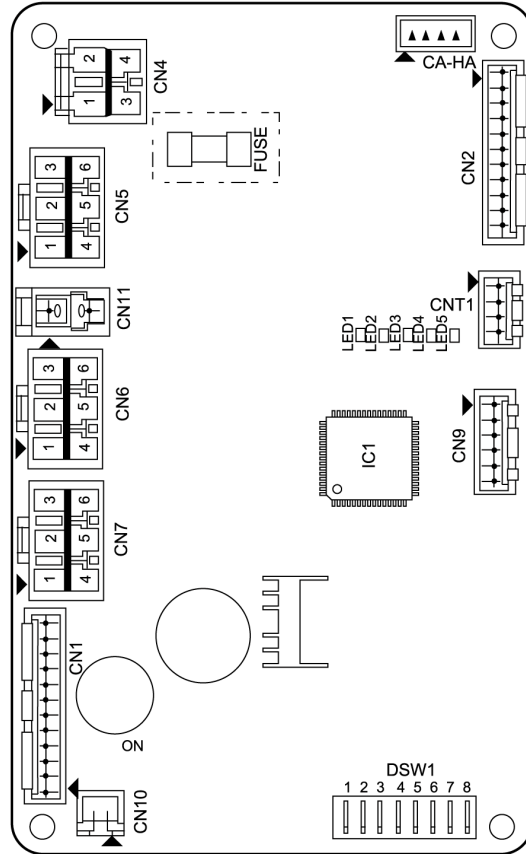 CA-HA
2 4
1 3
CN4
FUSE
CN2
3 6
2 5
1 4
CN5
CNT1
CN11
LED1
LED2
LED3
LED4
LED5
3 6
2 5
1 4
CN6
CN9
IC1
3 6
2 5
1 4
CN7
CN1
ON
DSW1
1 2 3 4 5 6 7 8
CN10